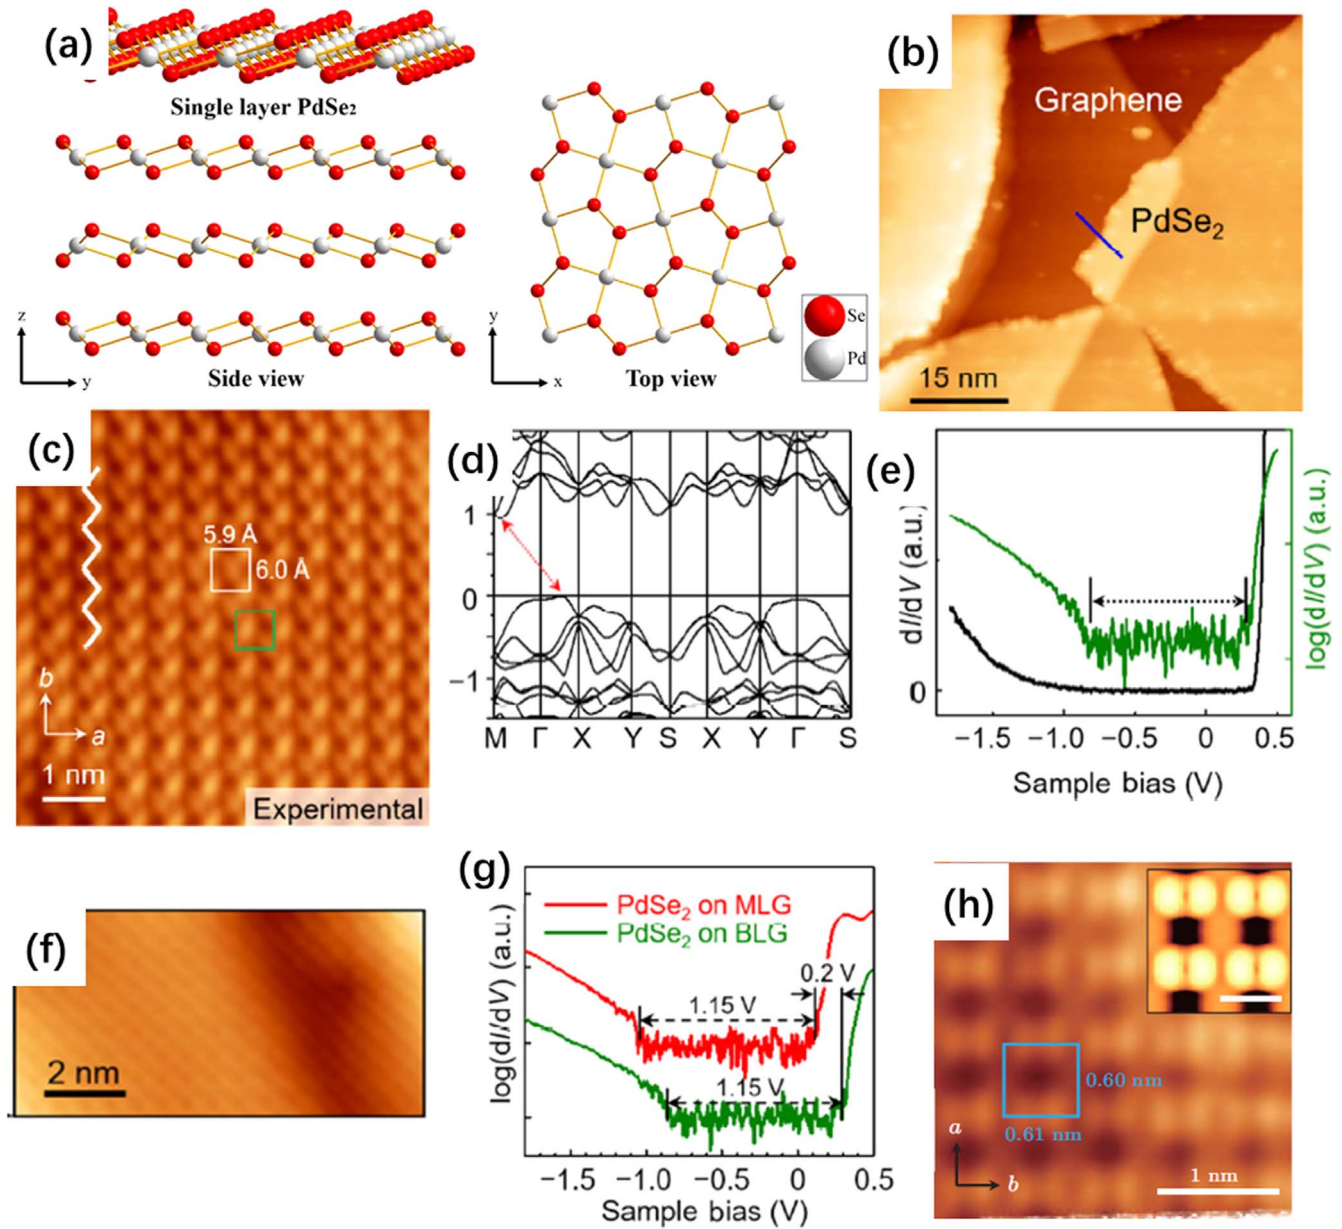 (a)
Single layer PdSe₂
z
y
Side view
y
x
Top view
Se
Pd
(b)
Graphene
PdSe₂
15 nm
(c)
5.9 Å
6.0 Å
b
a
1 nm
Experimental
(d)
1
0
−1
M Γ X Y S X Y Γ S
(e)
dI/dV (a.u.)
0
log(dI/dV) (a.u.)
−1.5 −1.0 −0.5 0 0.5
Sample bias (V)
(f)
2 nm
(g)
log(dI/dV) (a.u.)
PdSe₂ on MLG
PdSe₂ on BLG
0.2 V
1.15 V
1.15 V
−1.5 −1.0 −0.5 0 0.5
Sample bias (V)
(h)
0.60 nm
0.61 nm
a
b
1 nm